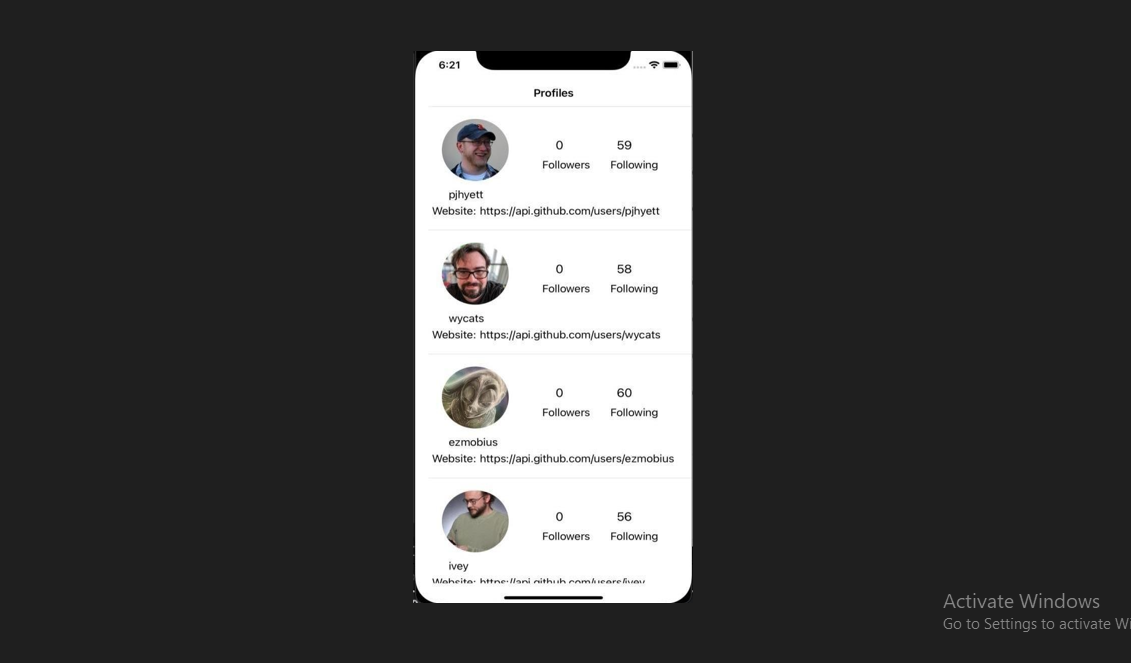 6:21
Profiles
0 59
Followers Following
pjhyett
Website: https://api.github.com/users/pjhyett
0 58
Followers Following
wycats
Website: https://api.github.com/users/wycats
0 60
Followers Following
ezmobius
Website: https://api.github.com/users/ezmobius
0 56
Followers Following
ivey
Website: https://api.github.com/users/ivey
Activate Windows
Go to Settings to activate Wi